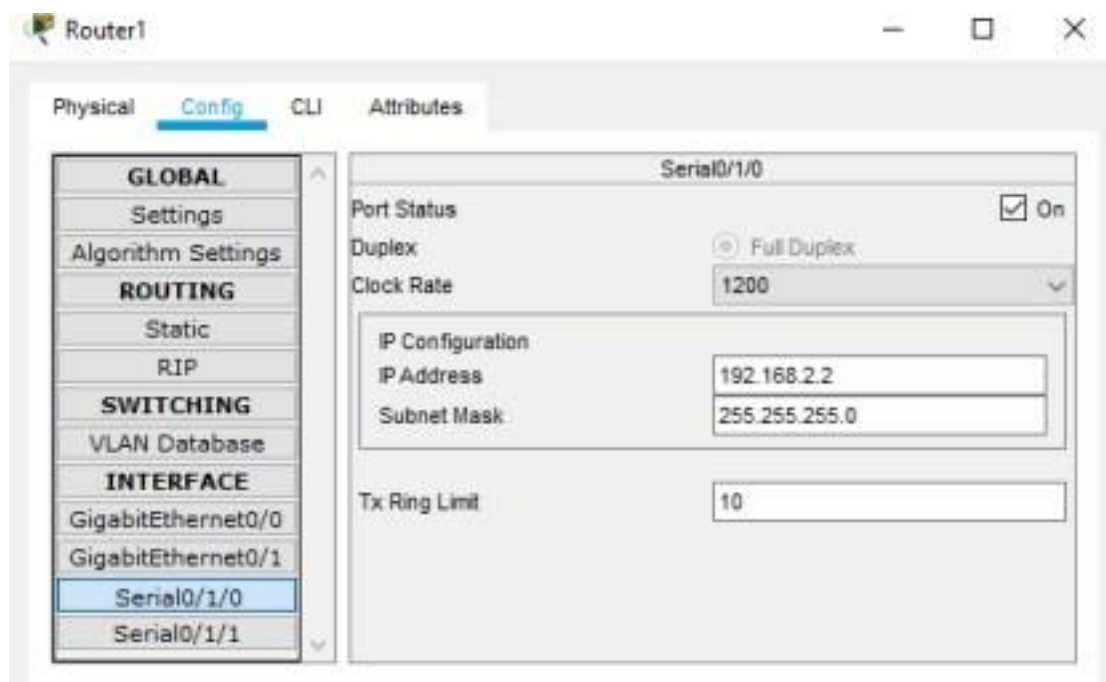 Router1
Physical Config CLI Attributes
GLOBAL
Settings
Algorithm Settings
ROUTING
Static
RIP
SWITCHING
VLAN Database
INTERFACE
GigabitEthernet0/0
GigabitEthernet0/1
Serial0/1/0
Serial0/1/1
Serial0/1/0
Port Status On
Duplex Full Duplex
Clock Rate 1200
IP Configuration
IP Address 192.168.2.2
Subnet Mask 255.255.255.0
Tx Ring Limit 10